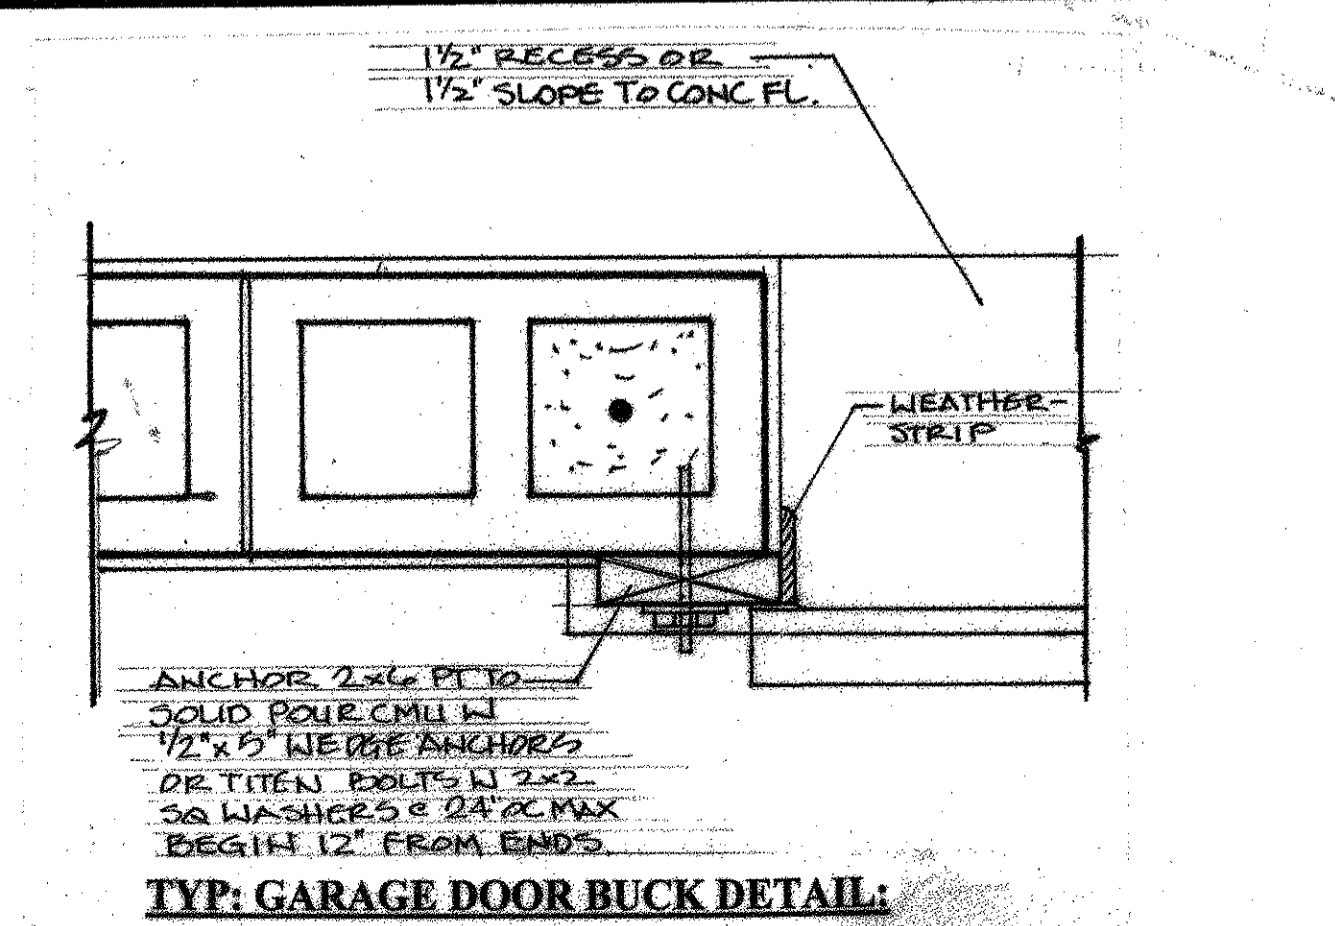 1½" RECESS OR
1½" SLOPE TO CONC FL.
WEATHER-
STRIP
ANCHOR 2x6 PT TO
SOLID POUR CMU W
1/2"x 5" WEDGE ANCHORS
OR TITEN BOLTS W 2x2
SQ WASHERS @ 24" OC MAX
BEGIN 12" FROM ENDS.
TYP: GARAGE DOOR BUCK DETAIL: